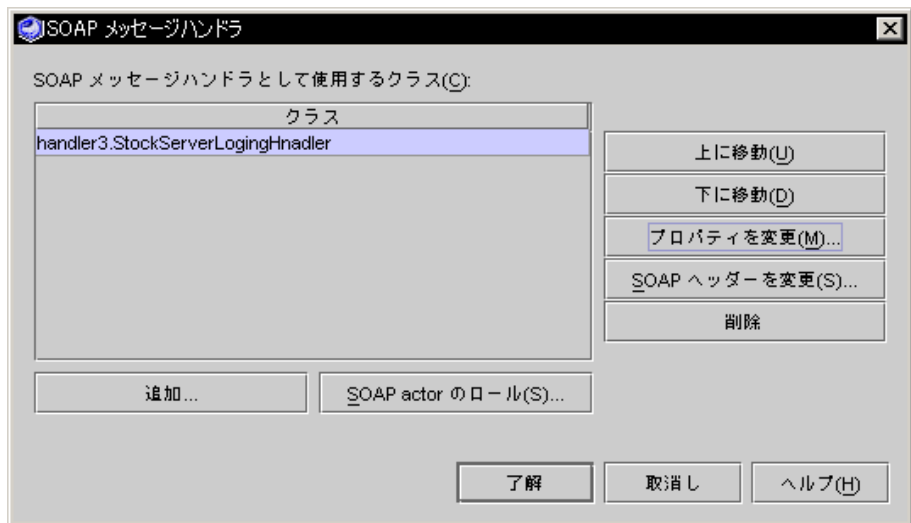 SOAP メッセージハンドラ
SOAP メッセージハンドラとして使用するクラス(C):
クラス
handler3.StockServerLogingHnadler
上に移動(U)
下に移動(D)
プロパティを変更(M)...
SOAP ヘッダーを変更(S)...
削除
追加...
SOAP actor のロール(S)...
了解
取消し
ヘルプ(H)